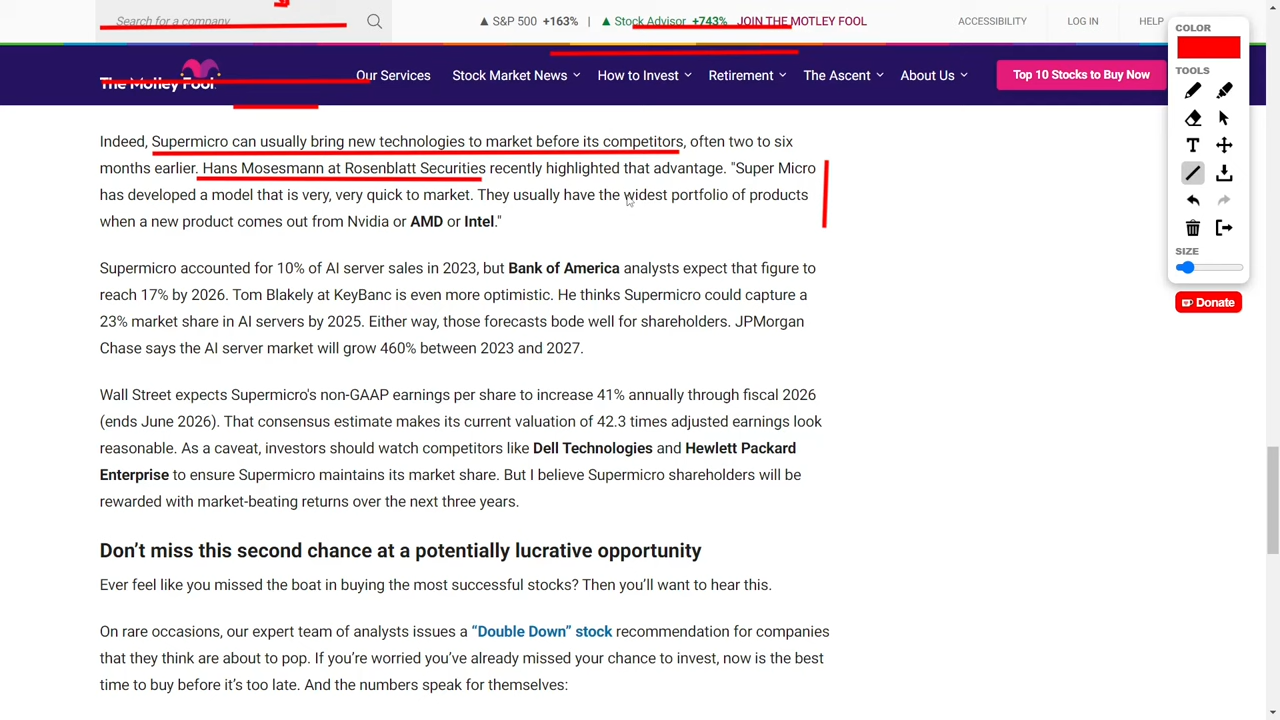 Search for a company
▲ S&P 500 +163% | ▲ Stock Advisor +743% JOIN THE MOTLEY FOOL
ACCESSIBILITY LOG IN HELP
The Motley Fool
Our Services Stock Market News How to Invest Retirement The Ascent About Us Top 10 Stocks to Buy Now
COLOR
TOOLS
T
SIZE
Donate
Indeed, Supermicro can usually bring new technologies to market before its competitors, often two to six
months earlier. Hans Mosesmann at Rosenblatt Securities recently highlighted that advantage. "Super Micro
has developed a model that is very, very quick to market. They usually have the widest portfolio of products
when a new product comes out from Nvidia or AMD or Intel."
Supermicro accounted for 10% of AI server sales in 2023, but Bank of America analysts expect that figure to
reach 17% by 2026. Tom Blakely at KeyBanc is even more optimistic. He thinks Supermicro could capture a
23% market share in AI servers by 2025. Either way, those forecasts bode well for shareholders. JPMorgan
Chase says the AI server market will grow 460% between 2023 and 2027.
Wall Street expects Supermicro's non-GAAP earnings per share to increase 41% annually through fiscal 2026
(ends June 2026). That consensus estimate makes its current valuation of 42.3 times adjusted earnings look
reasonable. As a caveat, investors should watch competitors like Dell Technologies and Hewlett Packard
Enterprise to ensure Supermicro maintains its market share. But I believe Supermicro shareholders will be
rewarded with market-beating returns over the next three years.
Don’t miss this second chance at a potentially lucrative opportunity
Ever feel like you missed the boat in buying the most successful stocks? Then you’ll want to hear this.
On rare occasions, our expert team of analysts issues a “Double Down” stock recommendation for companies
that they think are about to pop. If you’re worried you’ve already missed your chance to invest, now is the best
time to buy before it’s too late. And the numbers speak for themselves: